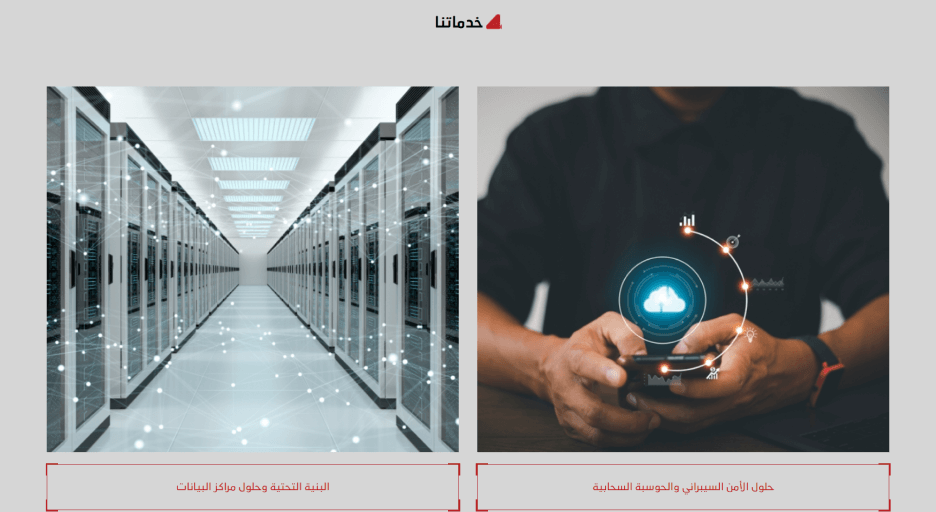 خدماتنا
حلول الأمن السيبراني والحوسبة السحابية
البنية التحتية وحلول مراكز البيانات